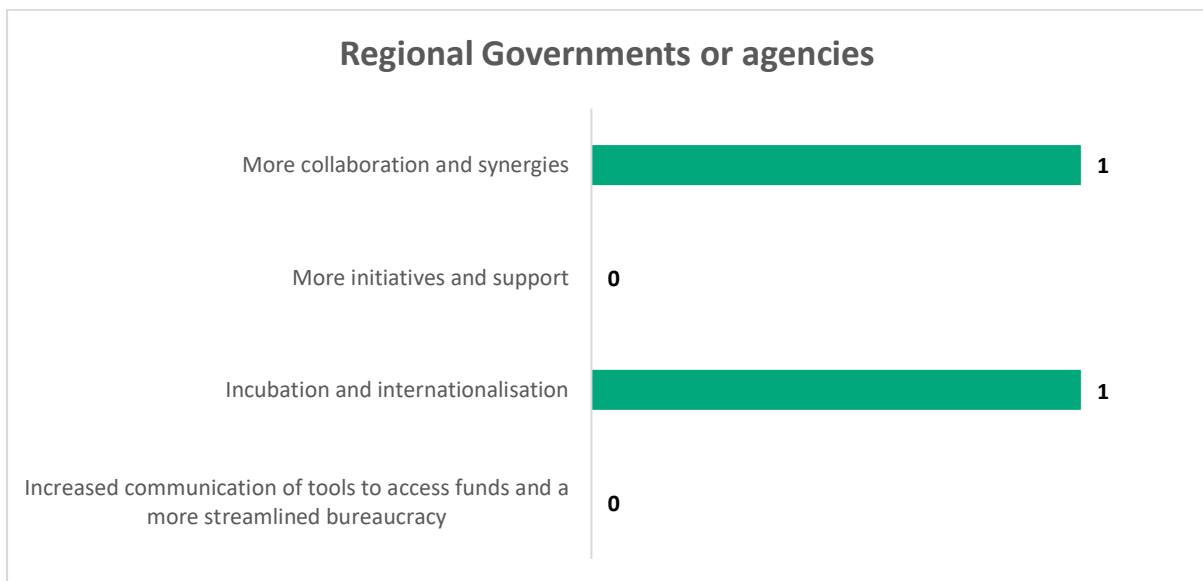 Regional Governments or agencies
More collaboration and synergies
1
More initiatives and support
0
Incubation and internationalisation
1
Increased communication of tools to access funds and a
more streamlined bureaucracy
0